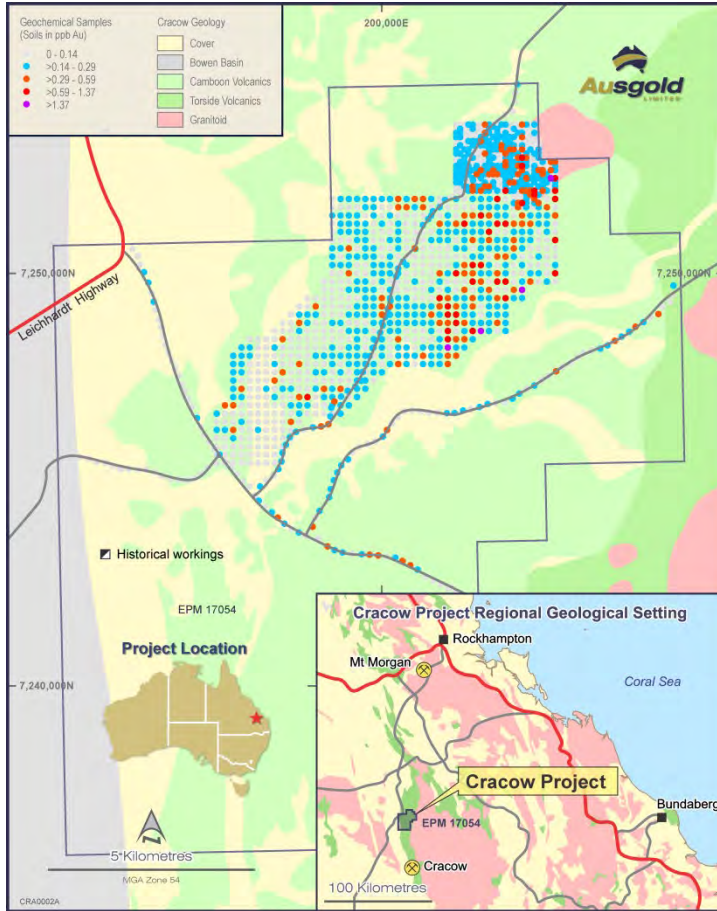 Geochemical Samples
(Soils in ppb Au)
0 - 0.14
>0.14 - 0.29
>0.29 - 0.59
>0.59 - 1.37
>1.37
Cracow Geology
Cover
Bowen Basin
Camboon Volcanics
Torside Volcanics
Granitoid
200,000E
Ausgold
LIMITED
7,250,000N
7,250,000N
Leichhardt Highway
Historical workings
EPM 17054
Project Location
7,240,000N
5 Kilometres
MGA Zone 54
CRA0002A
Cracow Project Regional Geological Setting
Rockhampton
Mt Morgan
Coral Sea
Cracow Project
EPM 17054
Bundaberg
Cracow
100 Kilometres